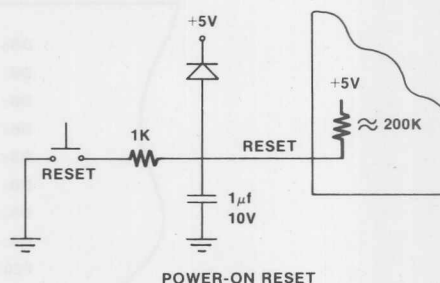 +5V
+5V
≈ 200K
1K
RESET
RESET
1µf
10V
POWER-ON RESET